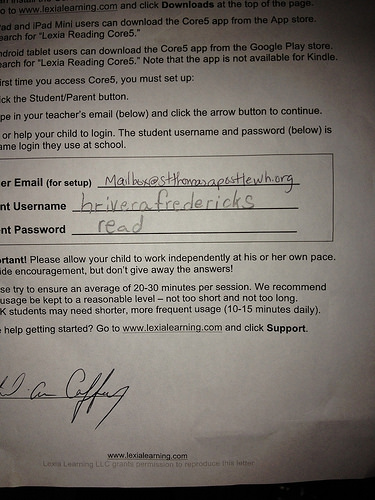 o to www.lexialearning.com and click Downloads at the top of the page.
ad and iPad Mini users can download the Core5 app from the App store.
earch for "Lexia Reading Core5."
ndroid tablet users can download the Core5 app from the Google Play store.
earch for "Lexia Reading Core5." Note that the app is not available for Kindle.
irst time you access Core5, you must set up:
ck the Student/Parent button.
pe in your teacher's email (below) and click the arrow button to continue.
or help your child to login. The student username and password (below) is
ame login they use at school.
er Email (for setup) Mailbox@stthomasapostlewh.org
nt Username briverafredericks
nt Password read
ortant! Please allow your child to work independently at his or her own pace.
ide encouragement, but don't give away the answers!
se try to ensure an average of 20-30 minutes per session. We recommend
usage be kept to a reasonable level – not too short and not too long.
K students may need shorter, more frequent usage (10-15 minutes daily).
help getting started? Go to www.lexialearning.com and click Support.
www.lexialearning.com
Lexia Learning LLC grants permission to reproduce this letter